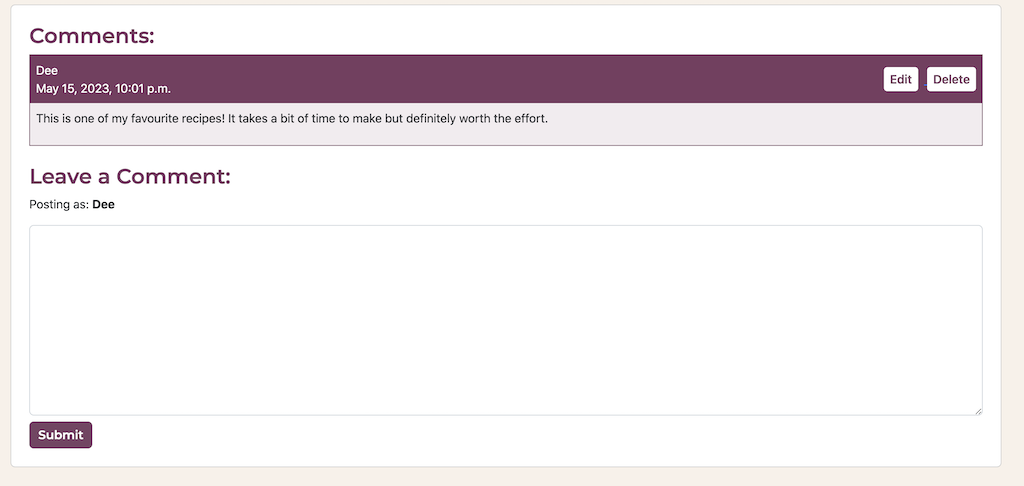 Comments:
Dee
May 15, 2023, 10:01 p.m.
Edit Delete
This is one of my favourite recipes! It takes a bit of time to make but definitely worth the effort.
Leave a Comment:
Posting as: Dee
Submit